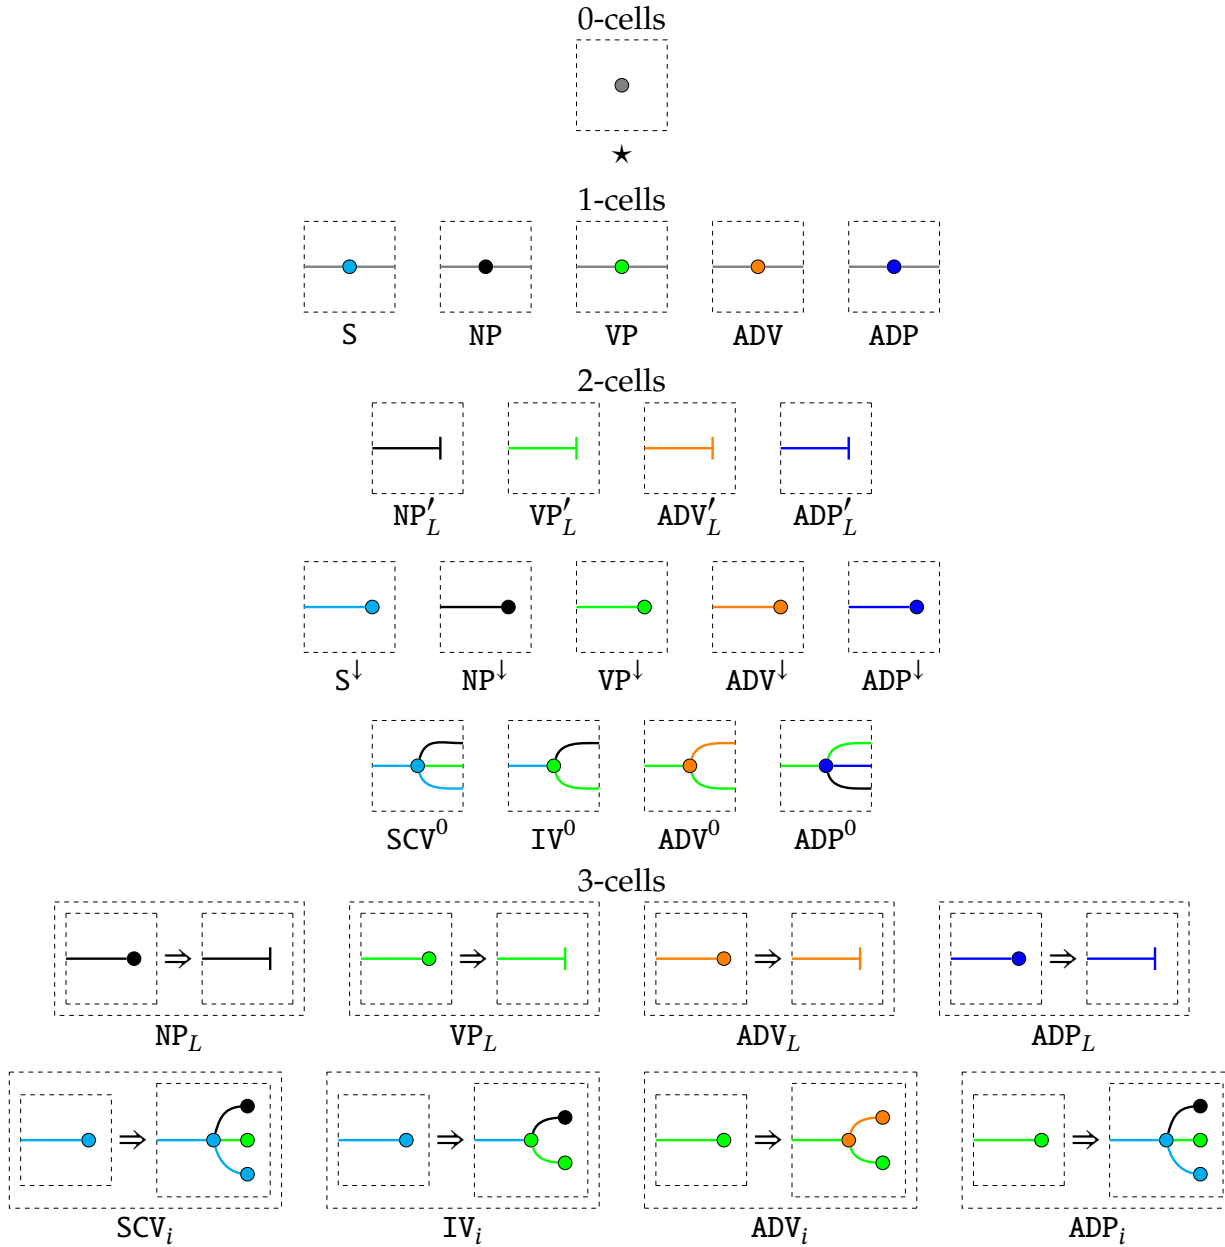 0-cells
★
1-cells
S NP VP ADV ADP
2-cells
NP′_L VP′_L ADV′_L ADP′_L
S↓ NP↓ VP↓ ADV↓ ADP↓
SCV⁰ IV⁰ ADV⁰ ADP⁰
3-cells
⇒ ⇒ ⇒ ⇒
NP_L VP_L ADV_L ADP_L
⇒ ⇒ ⇒ ⇒
SCV_i IV_i ADV_i ADP_i